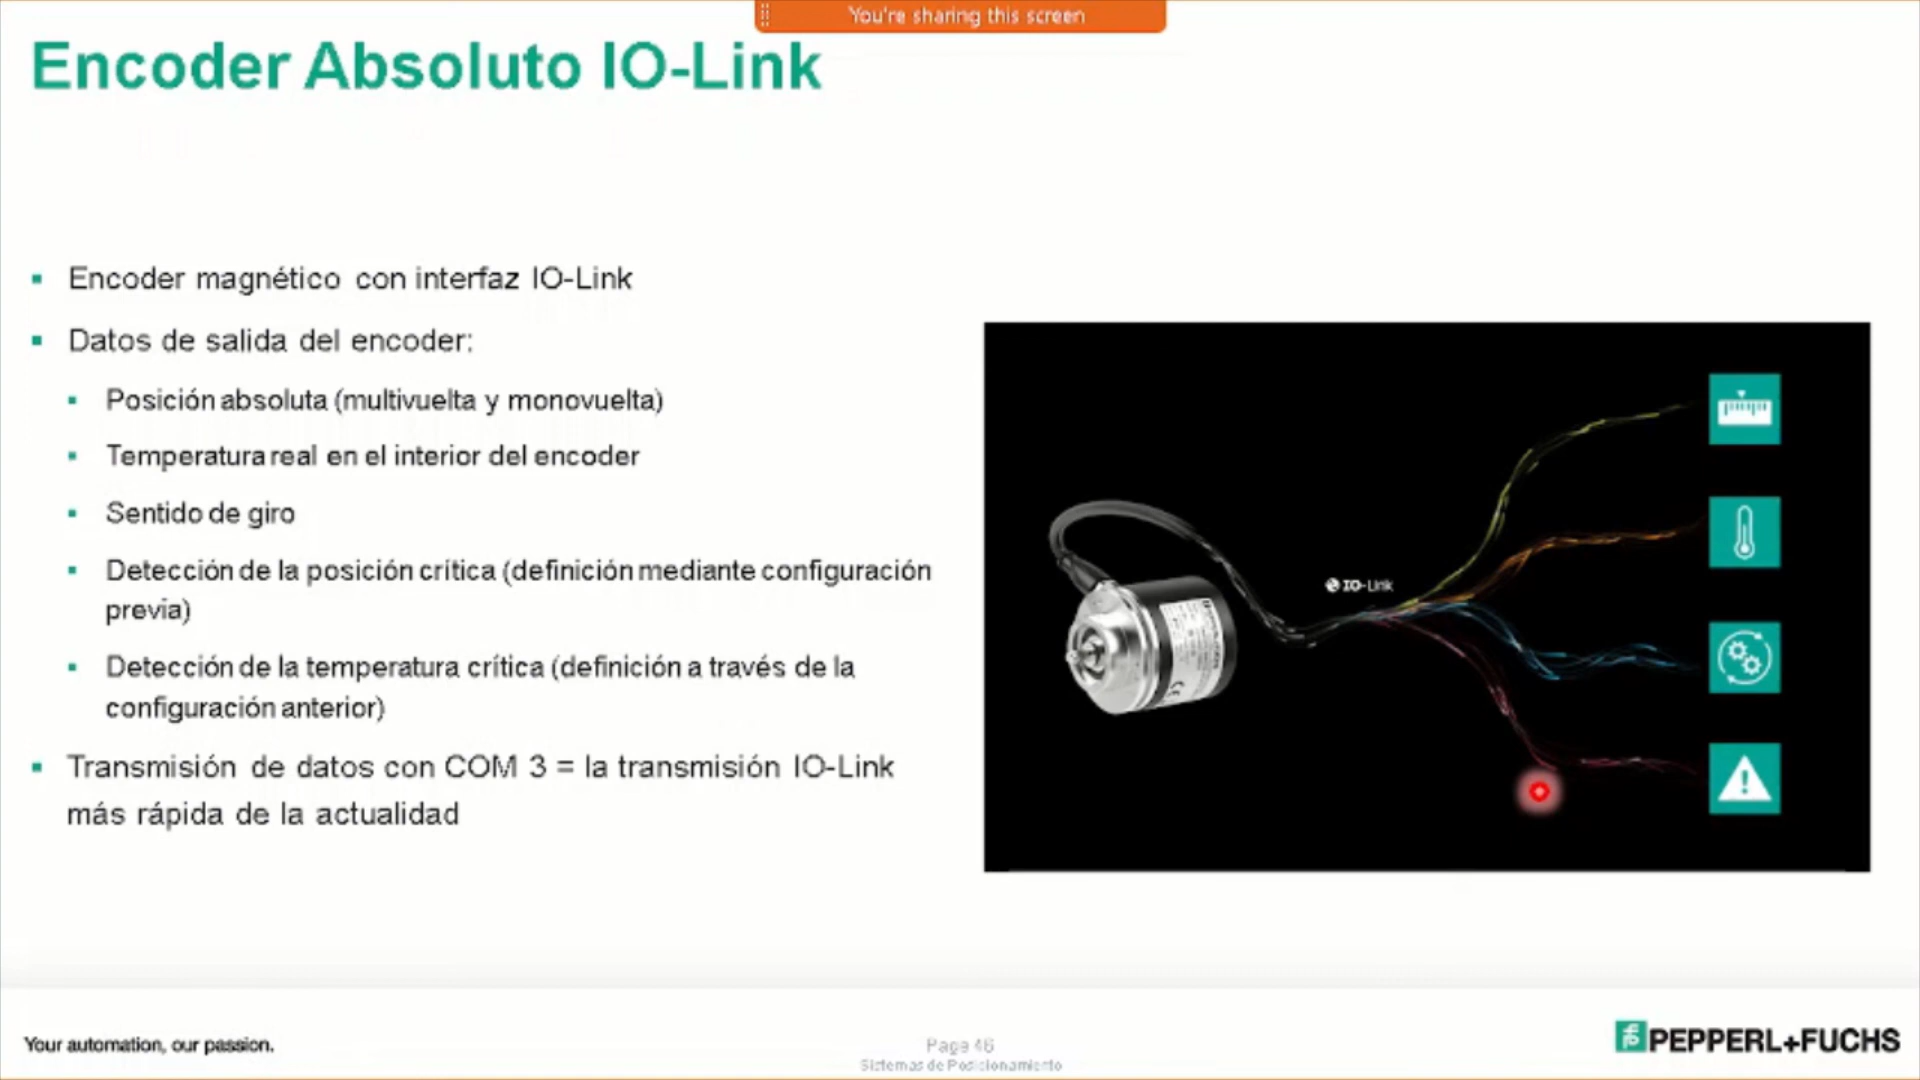 You're sharing this screen
Encoder Absoluto IO-Link
Encoder magnético con interfaz IO-Link
Datos de salida del encoder:
Posición absoluta (multivuelta y monovuelta)
Temperatura real en el interior del encoder
Sentido de giro
Detección de la posición crítica (definición mediante configuración
previa)
Detección de la temperatura crítica (definición a través de la
configuración anterior)
Transmisión de datos con COM 3 = la transmisión IO-Link
más rápida de la actualidad
IO-Link
CE
Your automation, our passion.
Page 46
Sistemas de Posicionamiento
PEPPERL+FUCHS